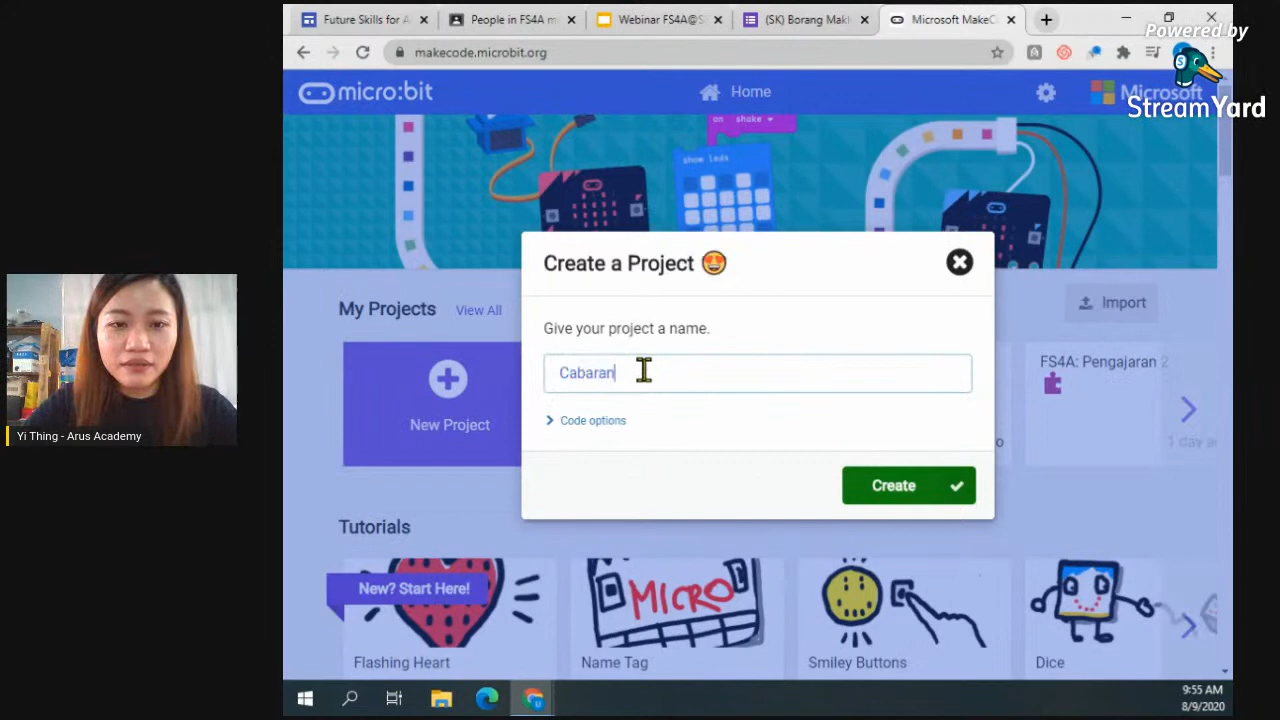 Future Skills for A
People in FS4A m
Webinar FS4A@S
(SK) Borang Mak
Microsoft MakeC
makecode.microbit.org
Powered by
StreamYard
micro:bit
Home
Microsoft
on shake
show leds
Create a Project
My Projects
View All
Import
Give your project a name.
Cabaran
FS4A: Pengajaran 2
New Project
Code options
1 day a
Create
Yi Thing - Arus Academy
Tutorials
New? Start Here!
MICRO
Flashing Heart
Name Tag
Smiley Buttons
Dice
9:55 AM
8/9/2020